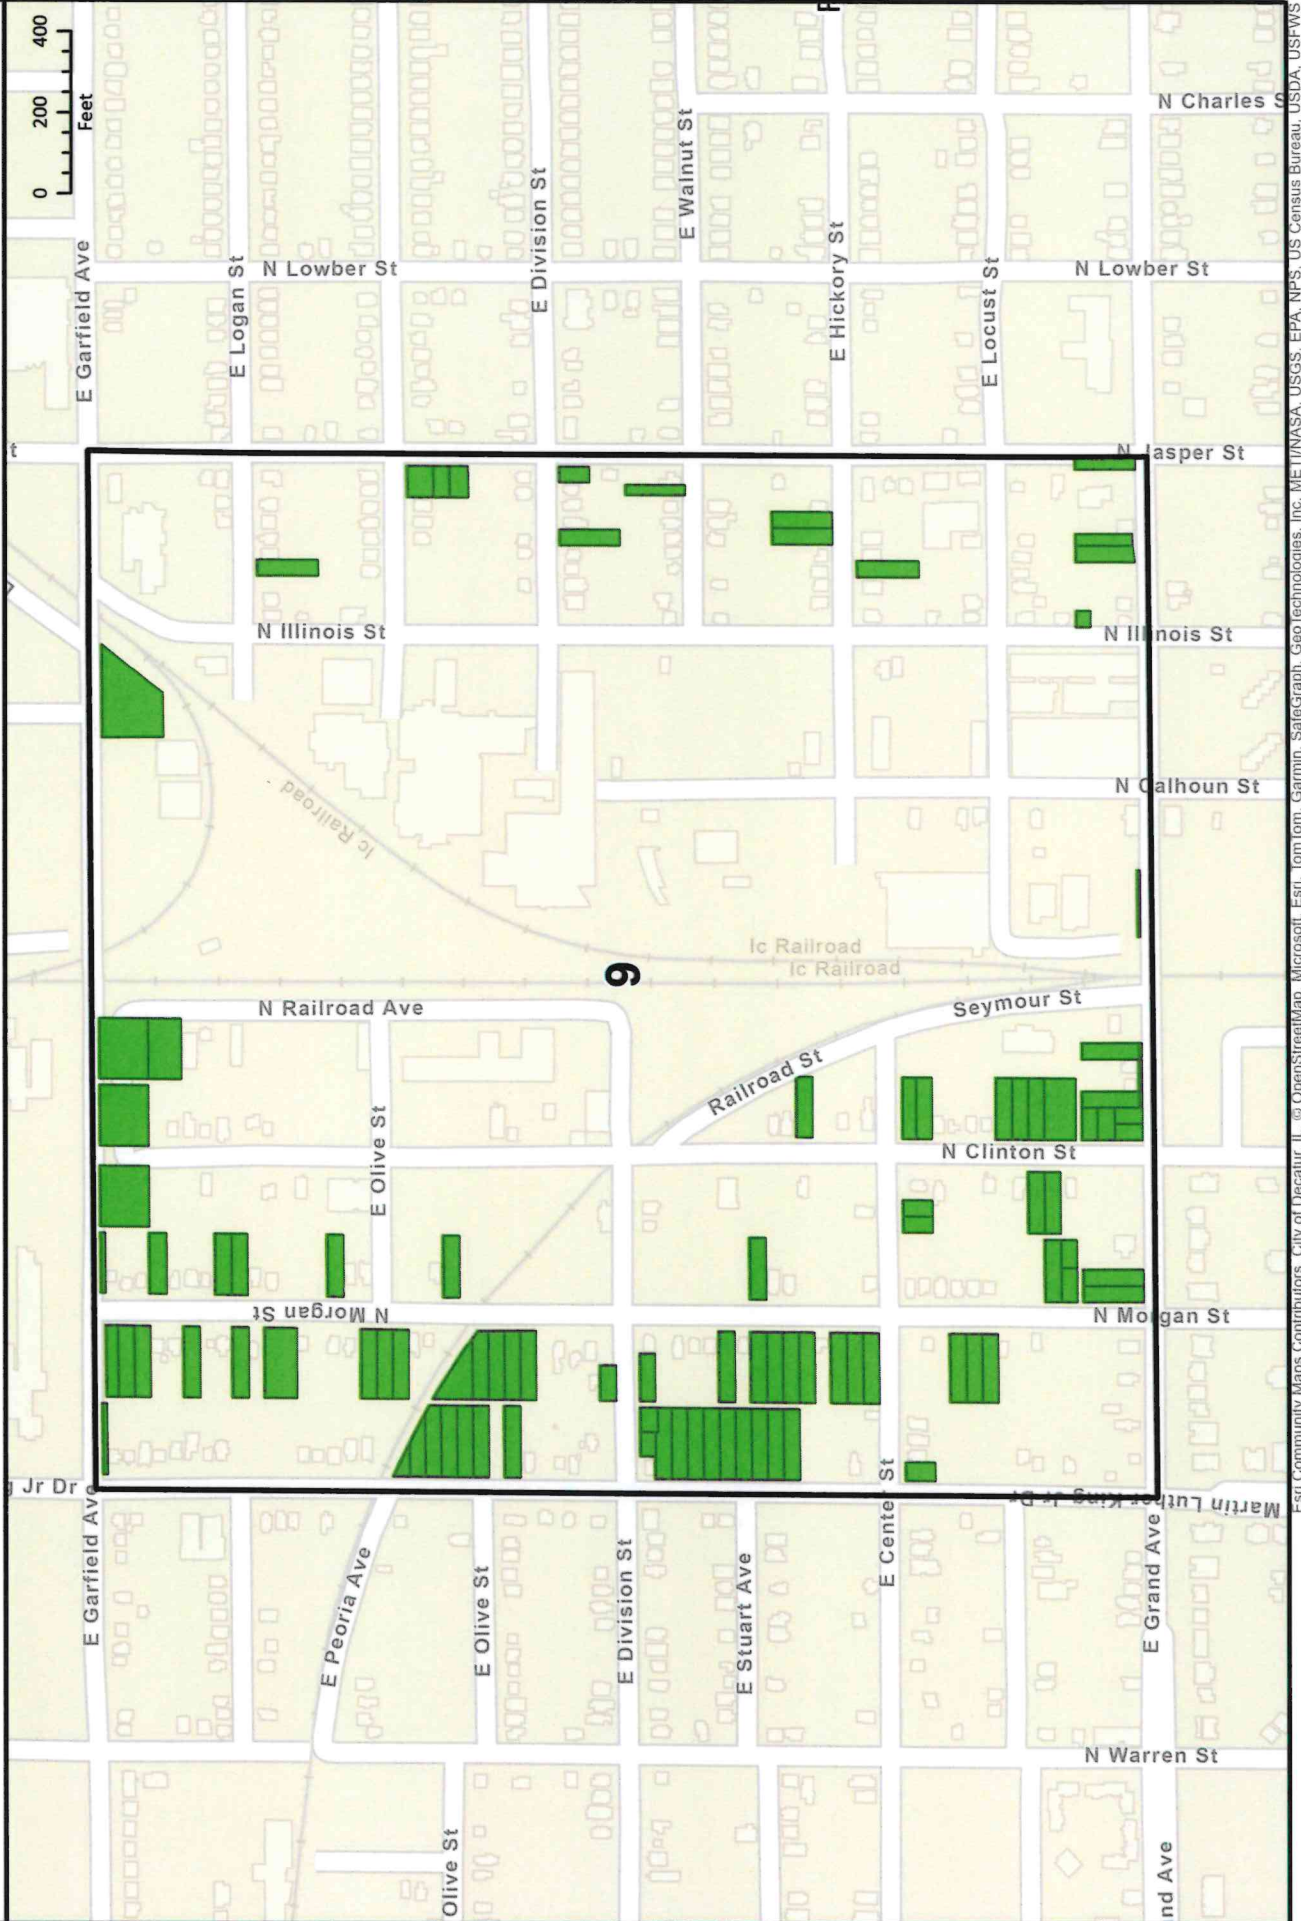 0 200 400
Feet
N Charles S
E Walnut St
E Division St
E Garfield Ave
E Logan St
N Lowber St
E Hickory St
E Locust St
N Lowber St
t
N Jasper St
N Illinois St
N Illinois St
N Calhoun St
Ic Railroad
Ic Railroad
Ic Railroad
9
N Railroad Ave
Seymour St
Railroad St
E Olive St
N Clinton St
N Morgan St
N Morgan St
g Jr Dr
E Center St
Martin Luther King Jr Dr
E Garfield Ave
E Peoria Ave
E Olive St
E Division St
E Stuart Ave
E Grand Ave
N Warren St
Olive St
nd Ave
Esri Community Maps Contributors, City of Decatur, IL, © OpenStreetMap, Microsoft, Esri, TomTom, Garmin, SafeGraph, GeoTechnologies, Inc, METI/NASA, USGS, EPA, NPS, US Census Bureau, USDA, USFWS